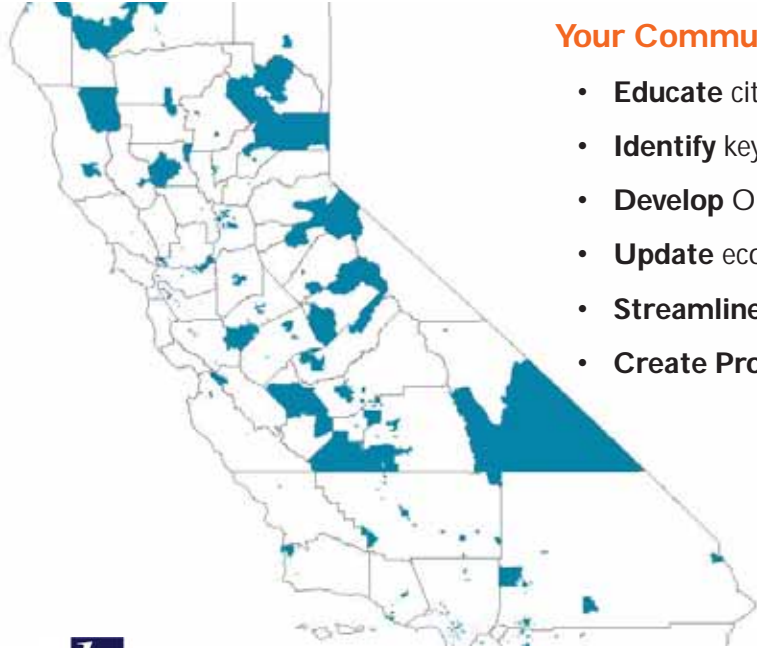 Your Commu
• Educate cit
• Identify key
• Develop O
• Update eco
• Streamline
• Create Pro